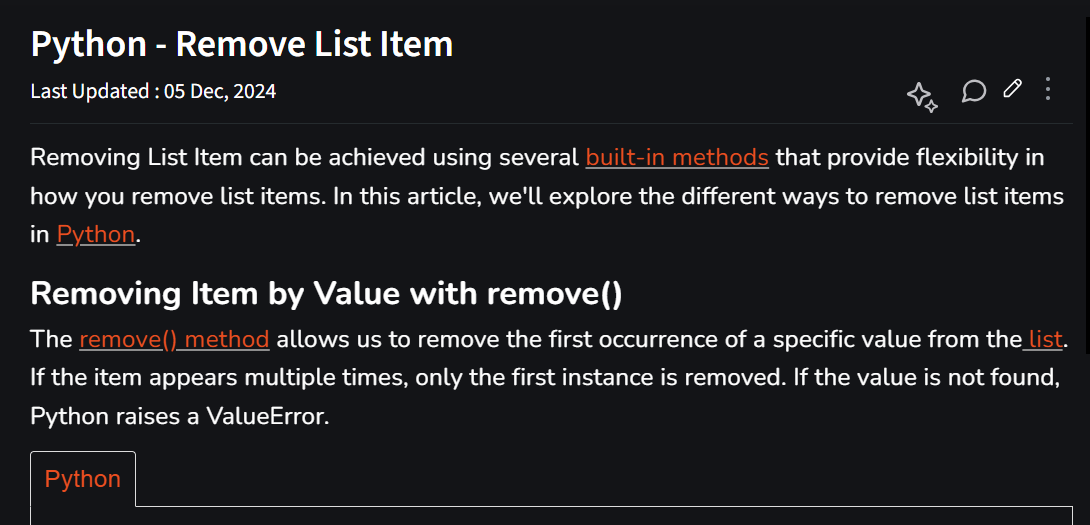 Python - Remove List Item
Last Updated : 05 Dec, 2024
Removing List Item can be achieved using several built-in methods that provide flexibility in
how you remove list items. In this article, we'll explore the different ways to remove list items
in Python.
Removing Item by Value with remove()
The remove() method allows us to remove the first occurrence of a specific value from the list.
If the item appears multiple times, only the first instance is removed. If the value is not found,
Python raises a ValueError.
Python